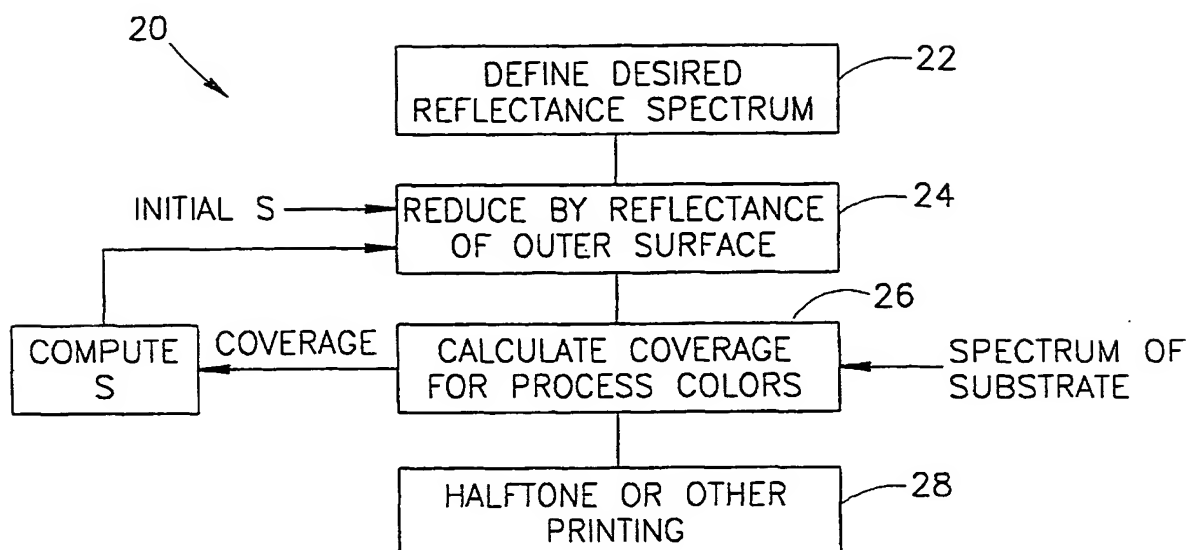 20
DEFINE DESIRED
REFLECTANCE SPECTRUM
22
INITIAL S
REDUCE BY REFLECTANCE
OF OUTER SURFACE
24
26
COMPUTE
S
COVERAGE
CALCULATE COVERAGE
FOR PROCESS COLORS
SPECTRUM OF
SUBSTRATE
HALFTONE OR OTHER
PRINTING
28